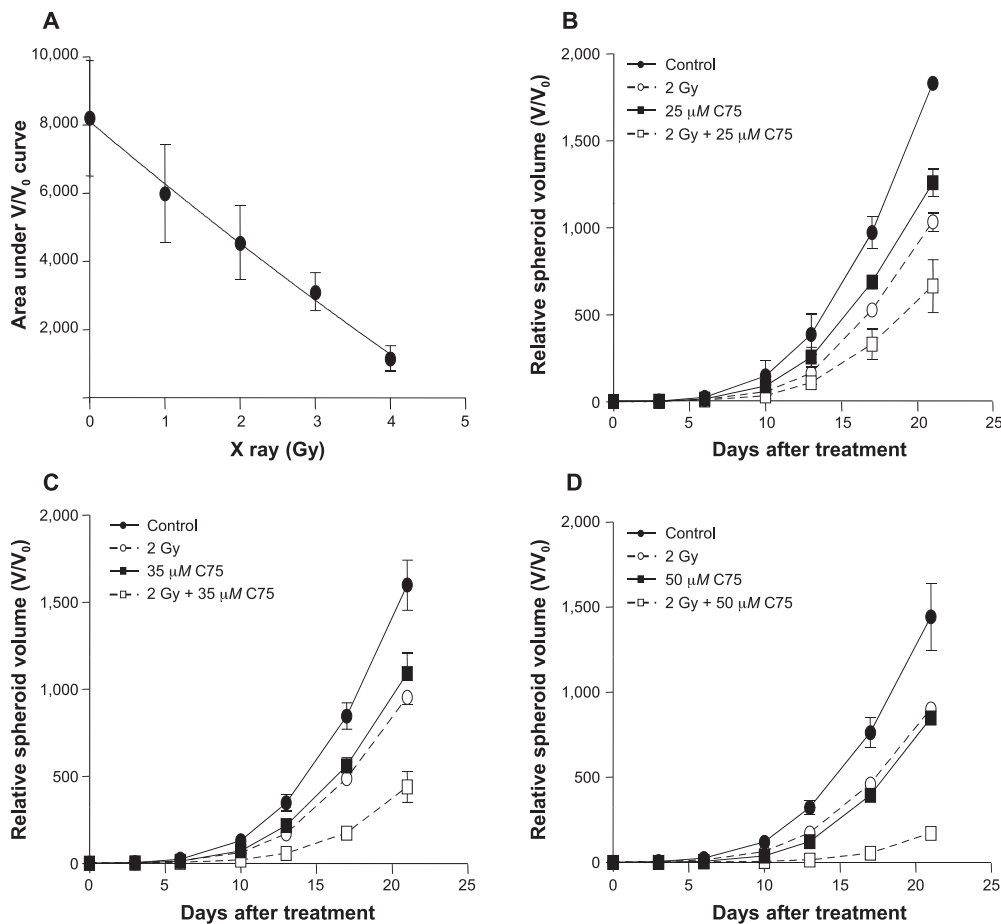 A
10,000
8,000
6,000
4,000
2,000
0
1
2
3
4
5
Area under V/V₀ curve
X ray (Gy)
B
Control
2 Gy
25 μM C75
2 Gy + 25 μM C75
2,000
1,500
1,000
500
0
0
5
10
15
20
25
Relative spheroid volume (V/V₀)
Days after treatment
C
Control
2 Gy
35 μM C75
2 Gy + 35 μM C75
2,000
1,500
1,000
500
0
0
5
10
15
20
25
Relative spheroid volume (V/V₀)
Days after treatment
D
Control
2 Gy
50 μM C75
2 Gy + 50 μM C75
2,000
1,500
1,000
500
0
0
5
10
15
20
25
Relative spheroid volume (V/V₀)
Days after treatment